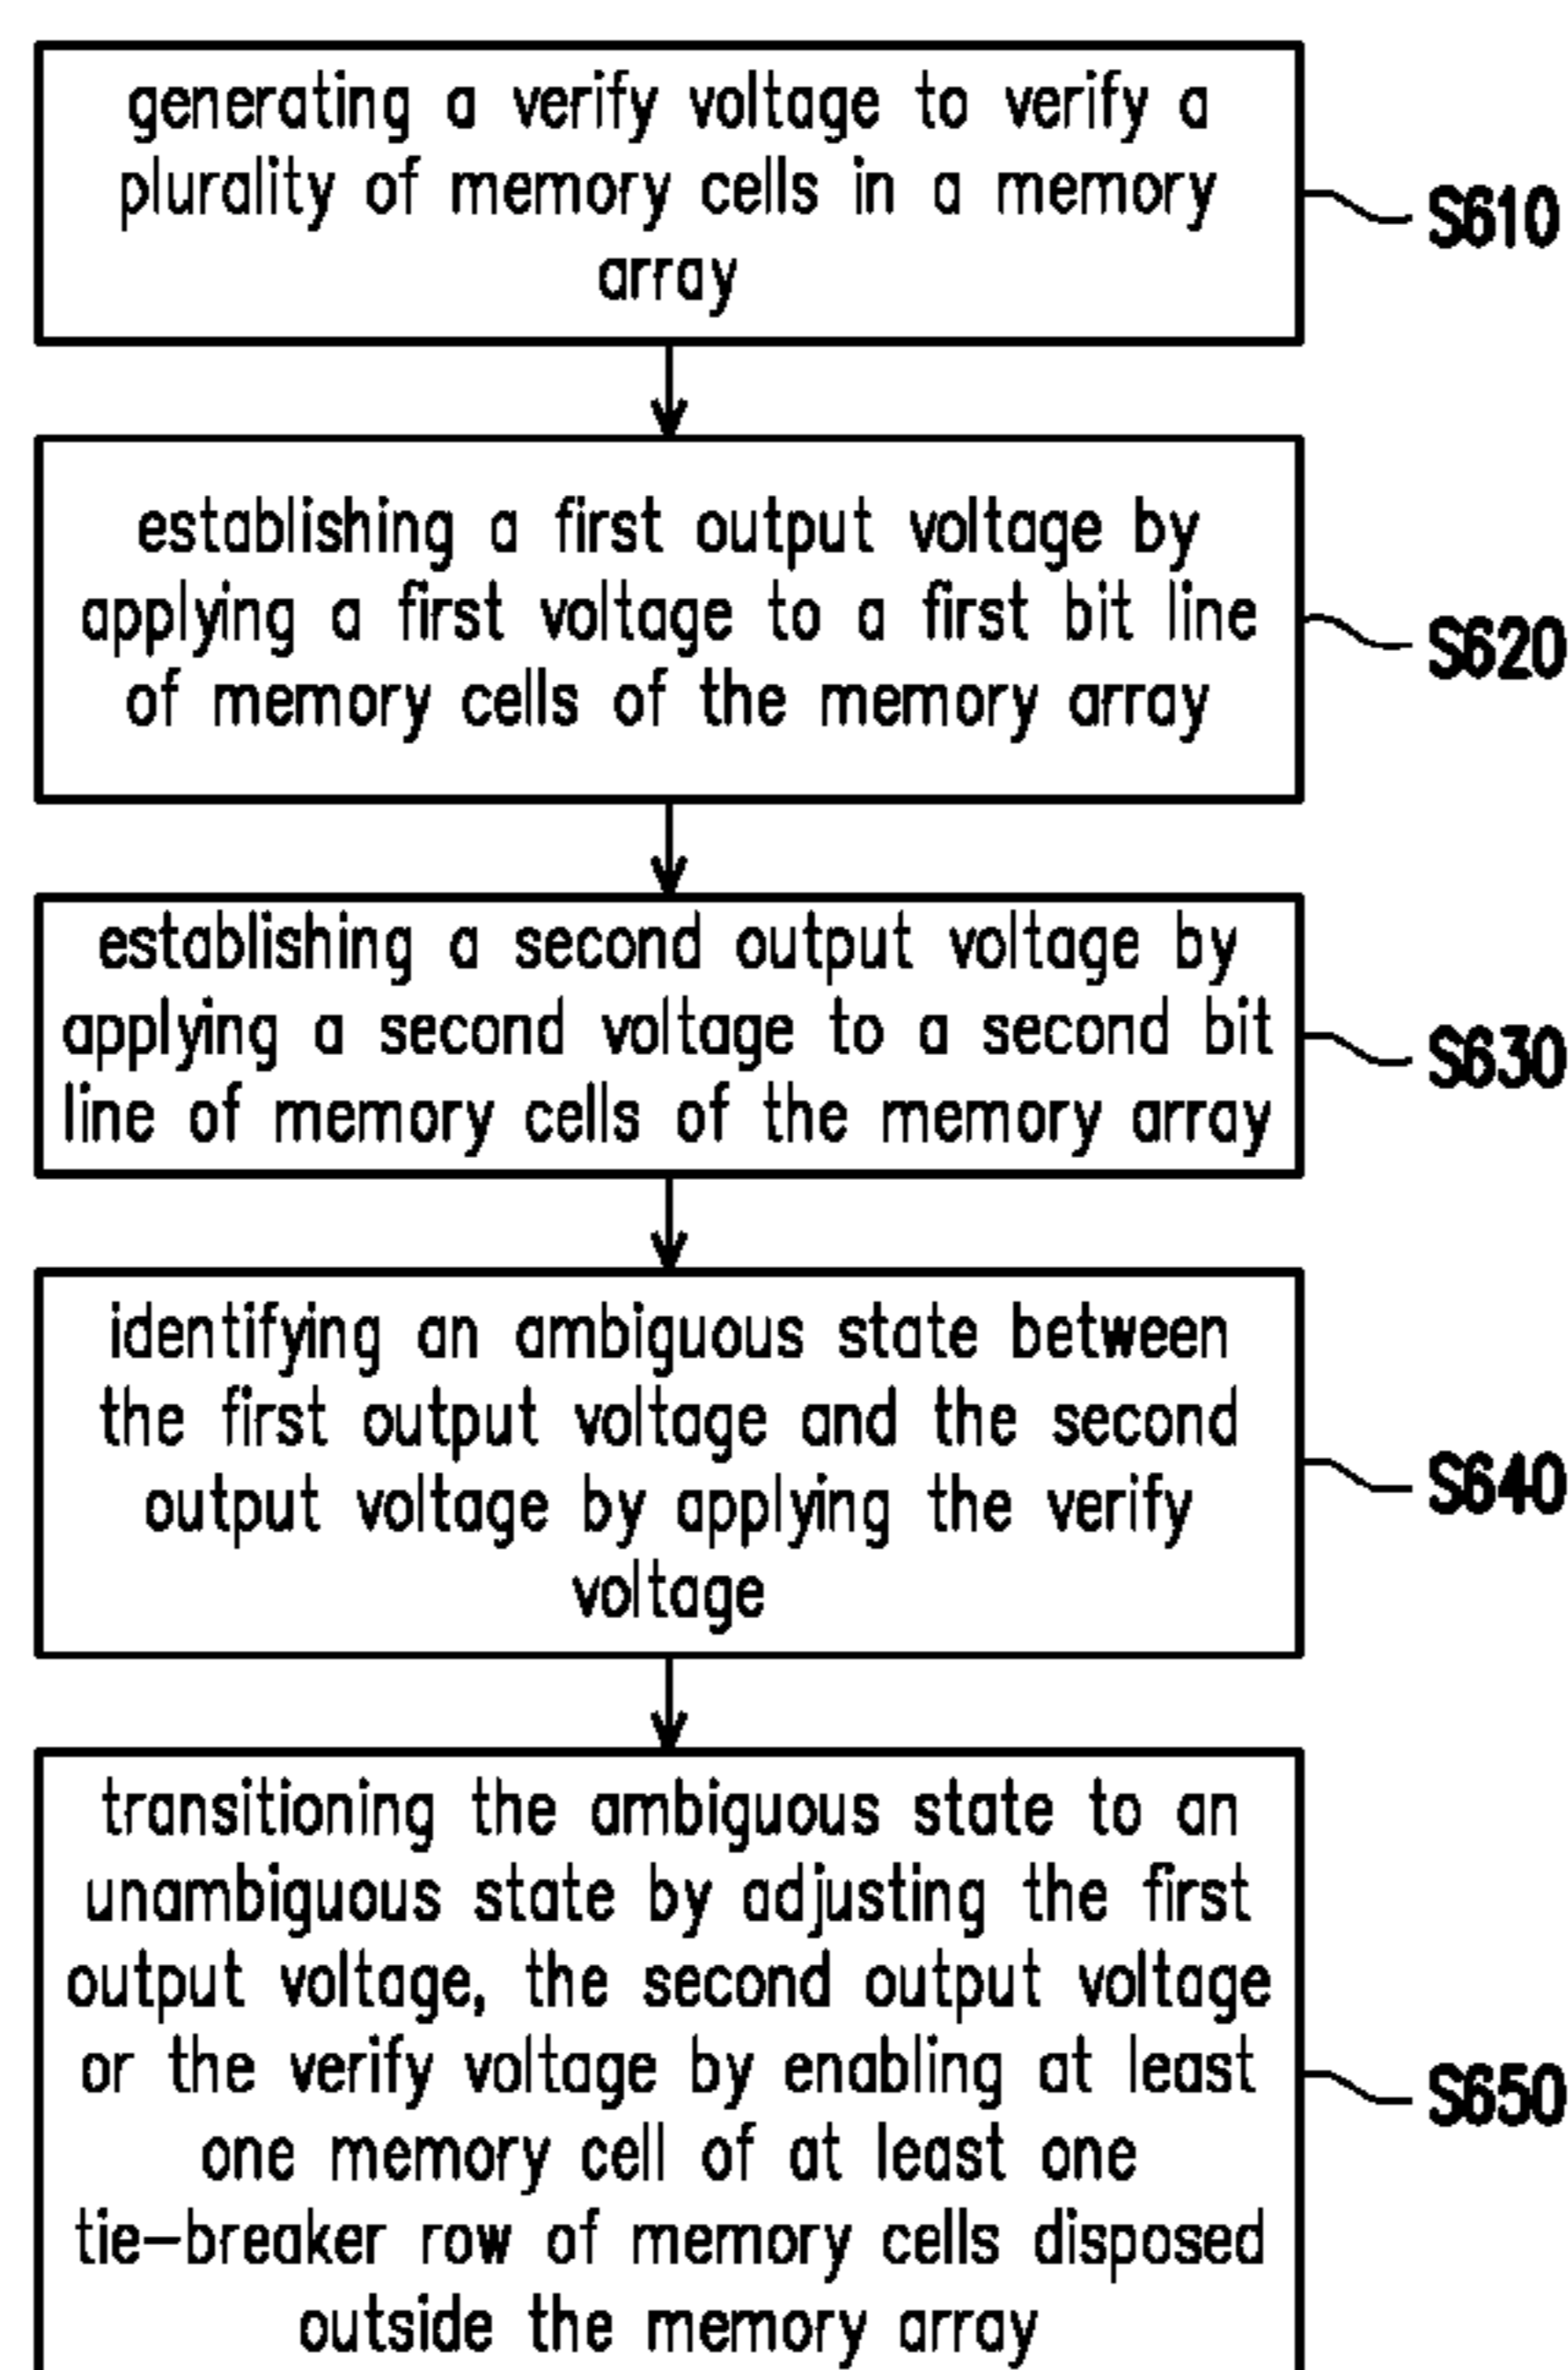 generating a verify voltage to verify a
plurality of memory cells in a memory
array
S610
establishing a first output voltage by
applying a first voltage to a first bit line
of memory cells of the memory array
S620
establishing a second output voltage by
applying a second voltage to a second bit
line of memory cells of the memory array
S630
identifying an ambiguous state between
the first output voltage and the second
output voltage by applying the verify
voltage
S640
transitioning the ambiguous state to an
unambiguous state by adjusting the first
output voltage, the second output voltage
or the verify voltage by enabling at least
one memory cell of at least one
tie-breaker row of memory cells disposed
outside the memory array
S650